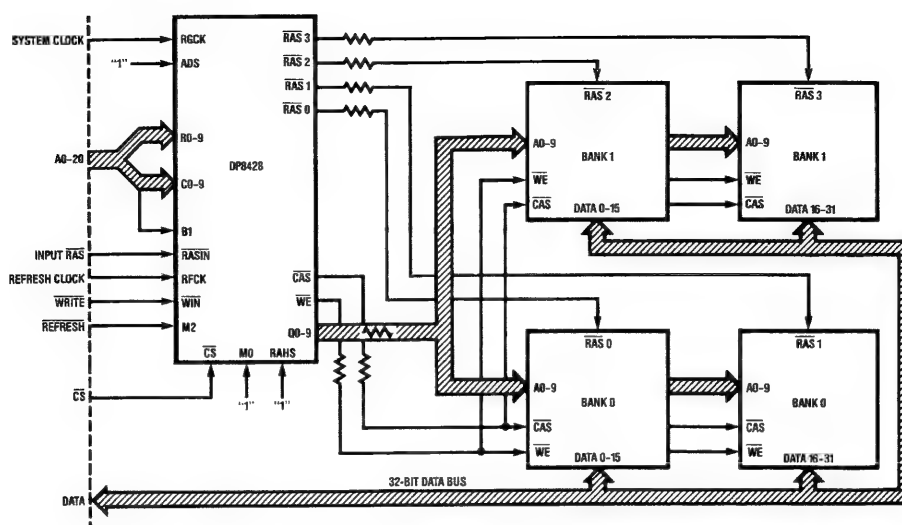 SYSTEM CLOCK
"1"
A0-20
INPUT RAS
REFRESH CLOCK
WRITE
REFRESH
CS
DATA
RGCK
ADS
R0-9
C0-9
B1
RASIN
RFCK
WIN
M2
DP8428
RAS 3
RAS 2
RAS 1
RAS 0
CAS
WE
Q0-9
CS M0 RAHS
"1" "1"
RAS 2
A0-9
BANK 1
WE
CAS
DATA 0-15
RAS 3
A0-9
BANK 1
WE
CAS
DATA 16-31
RAS 0
A0-9
BANK 0
CAS
WE
DATA 0-15
RAS 1
A0-9
BANK 0
CAS
WE
DATA 16-31
32-BIT DATA BUS